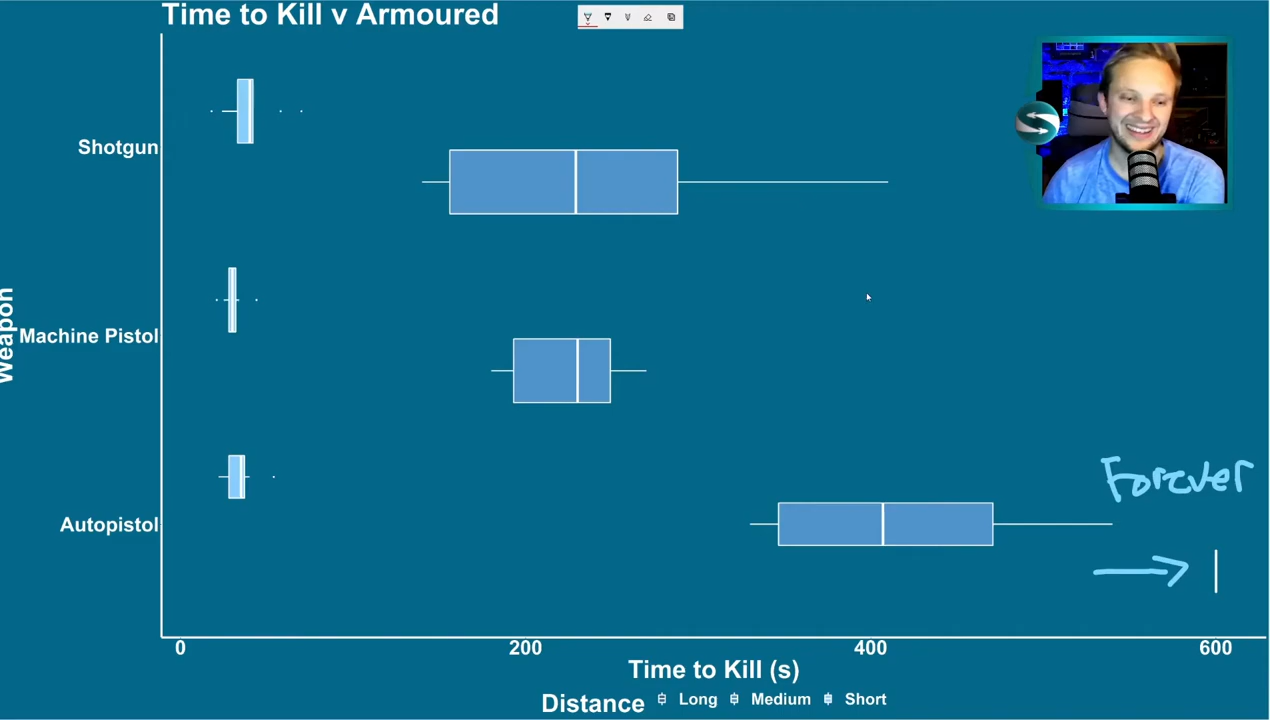 Time to Kill v Armoured
Shotgun
Weapon
Machine Pistol
Forever
Autopistol
0 200 400 600
Time to Kill (s)
Distance Long Medium Short